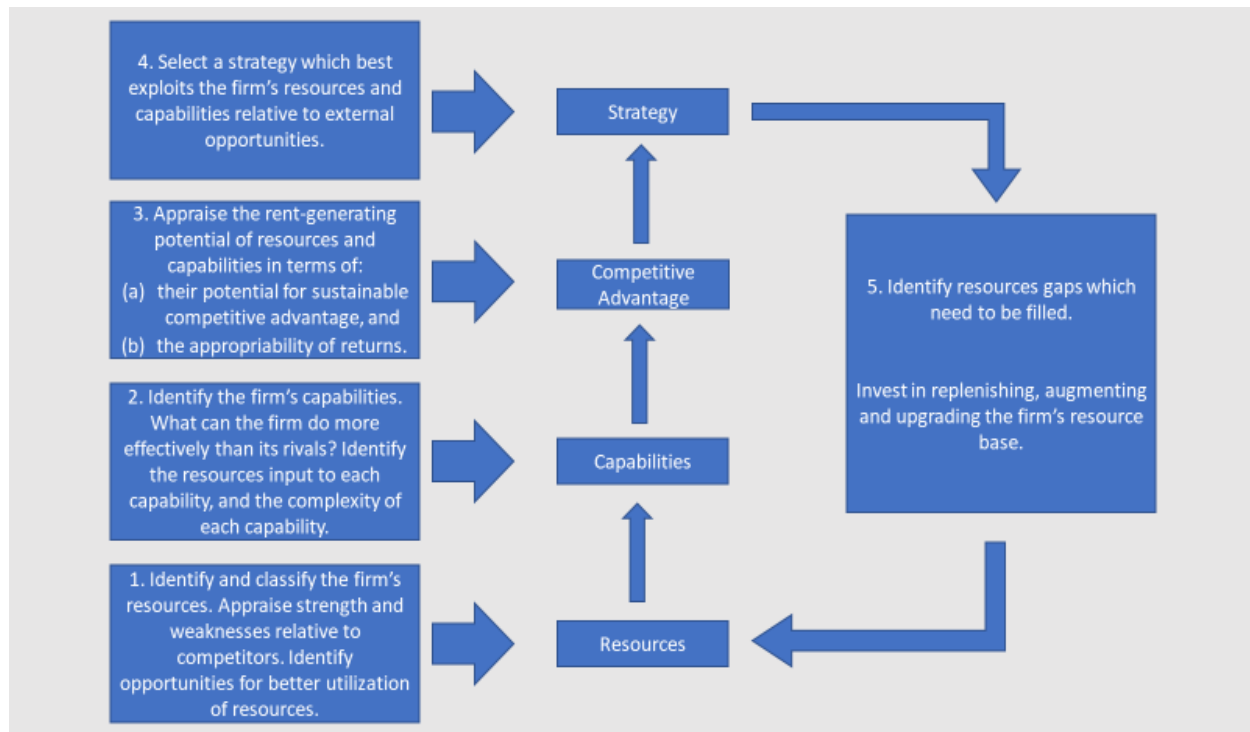 4. Select a strategy which best
exploits the firm's resources and
capabilities relative to external
opportunities.
Strategy
3. Appraise the rent-generating
potential of resources and
capabilities in terms of:
(a) their potential for sustainable
competitive advantage, and
(b) the appropriability of returns.
Competitive
Advantage
5. Identify resources gaps which
need to be filled.
Invest in replenishing, augmenting
and upgrading the firm's resource
base.
2. Identify the firm's capabilities.
What can the firm do more
effectively than its rivals? Identify
the resources input to each
capability, and the complexity of
each capability.
Capabilities
1. Identify and classify the firm's
resources. Appraise strength and
weaknesses relative to
competitors. Identify
opportunities for better utilization
of resources.
Resources